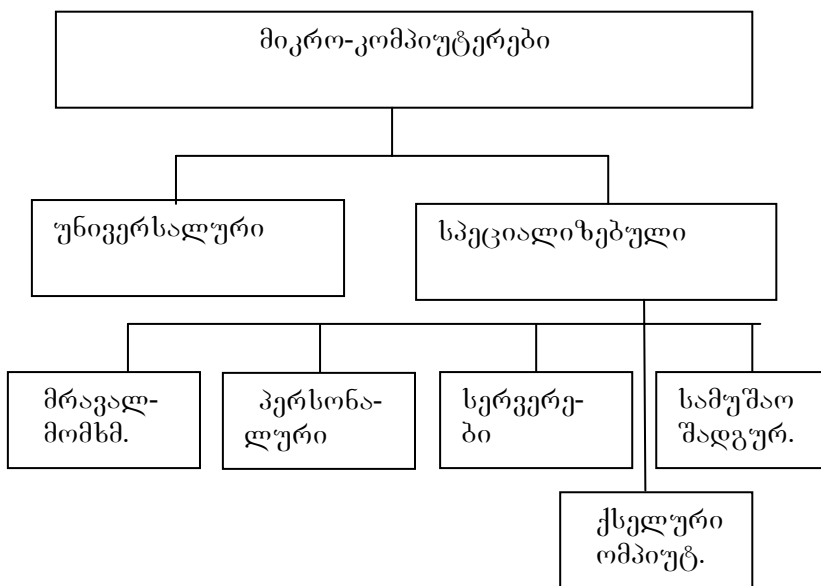 მიკრო-კომპიუტერები
უნივერსალური
სპეციალიზებული
მრავალ-
მომხმ.
პერსონა-
ლური
სერვერე-
ბი
სამუშაო
შადგურ.
ქსელური
ომპიუტ.